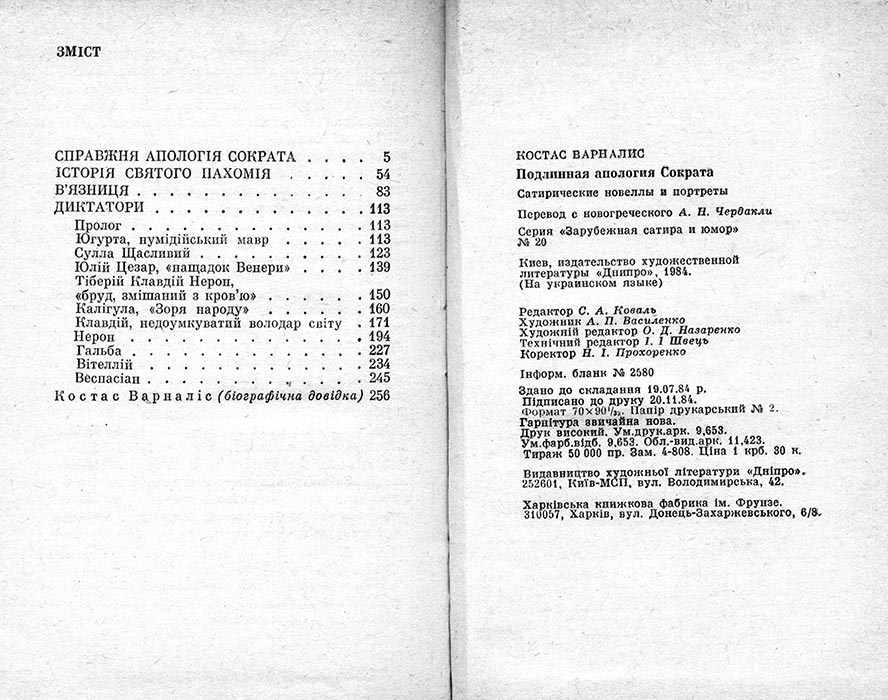 ЗМІСТ
СПРАВЖНЯ АПОЛОГІЯ СОКРАТА . . . . 5
ІСТОРІЯ СВЯТОГО ПАХОМІЯ . . . . . 54
В'ЯЗНИЦЯ . . . . . . . . . . . . . 83
ДИКТАТОРИ . . . . . . . . . . . . 113
Пролог . . . . . . . . . . . . . 113
Югурта, нумідійський мавр . . . . . 113
Сулла Щасливий . . . . . . . . . 123
Юлій Цезар, «нащадок Венери» . . . . 139
Тіберій Клавдій Нерон,
«бруд, змішаний з кров'ю» . . . . . . 150
Калігула, «Зоря народу» . . . . . . 160
Клавдій, недоумкуватий володар світу . 171
Нерон . . . . . . . . . . . . . 194
Гальба . . . . . . . . . . . . . 227
Вітеллій . . . . . . . . . . . . 234
Веспасіан . . . . . . . . . . . . 245
Костас Варналіс (біографічна довідка) 256
КОСТАС ВАРНАЛИС
Подлинная апология Сократа
Сатирические новеллы и портреты
Перевод с новогреческого А. Н. Чердакли
Серия «Зарубежная сатира и юмор»
№ 20
Киев, издательство художественной
литературы «Дніпро», 1984.
(На украинском языке)
Редактор С. А. Коваль
Художник А. П. Василенко
Художній редактор О. Д. Назаренко
Технічний редактор І. І Швець
Коректор Н. І. Прохоренко
Інформ. бланк № 2580
Здано до складання 19.07.84 р.
Підписано до друку 20.11.84.
Формат 70×90¹/₃₂. Папір друкарський № 2.
Гарнітура звичайна нова.
Друк високий. Ум.друк.арк. 9,653.
Ум.фарб.відб. 9,653. Обл.-вид.арк. 11,423.
Тираж 50 000 пр. Зам. 4-808. Ціна 1 крб. 30 к.
Видавництво художньої літератури «Дніпро».
252601, Київ-МСП, вул. Володимирська, 42.
Харківська книжкова фабрика ім. Фрунзе.
310057, Харків, вул. Донець-Захаржевського, 6/8.